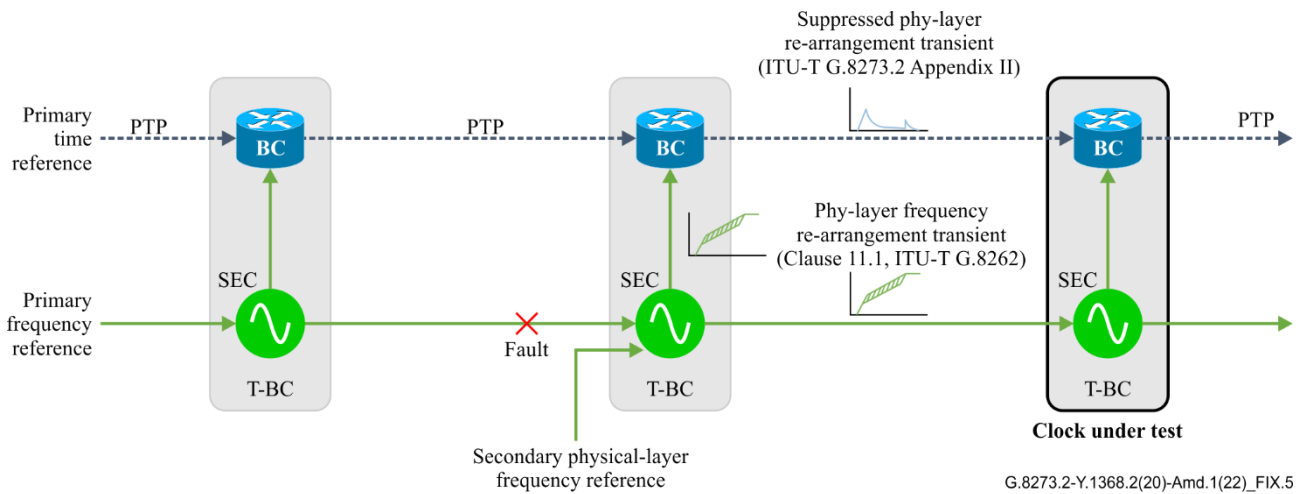 Suppressed phy-layer
re-arrangement transient
(ITU-T G.8273.2 Appendix II)
Primary
time
reference
PTP
PTP
PTP
BC
BC
BC
Phy-layer frequency
re-arrangement transient
(Clause 11.1, ITU-T G.8262)
SEC
SEC
SEC
Primary
frequency
reference
Fault
T-BC
T-BC
T-BC
Clock under test
Secondary physical-layer
frequency reference
G.8273.2-Y.1368.2(20)-Amd.1(22)_FIX.5